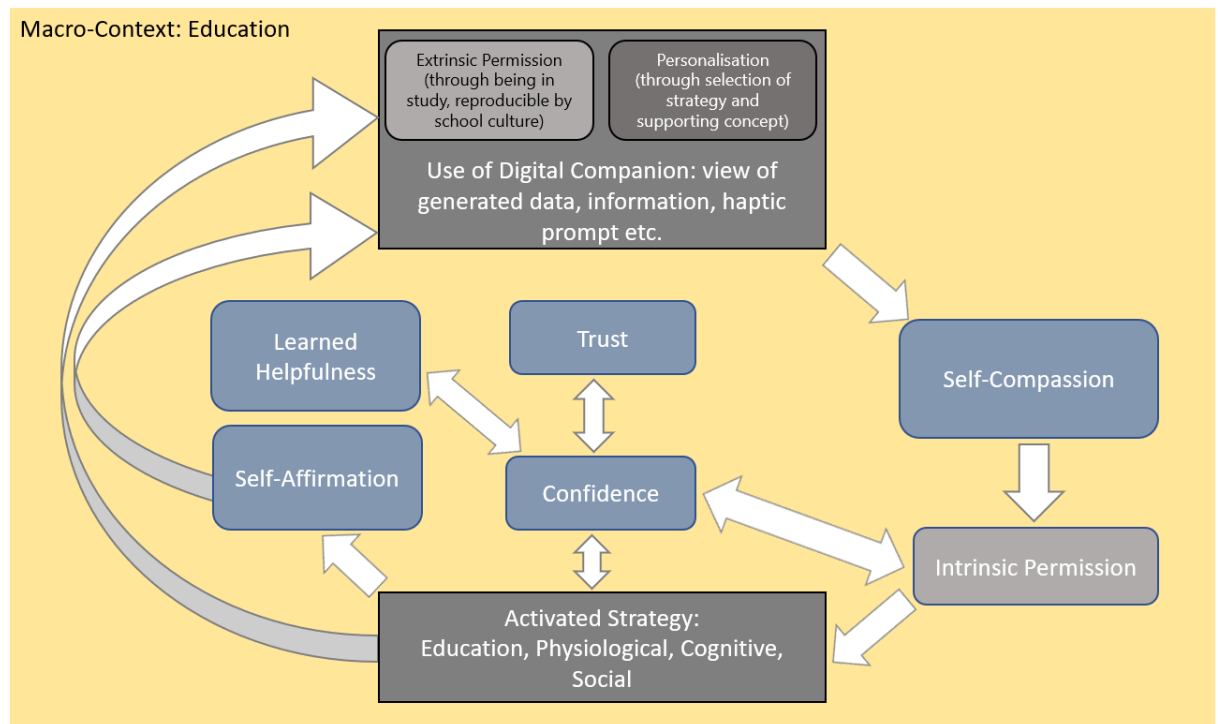 Macro-Context: Education
Extrinsic Permission
(through being in
study, reproducible by
school culture)
Personalisation
(through selection of
strategy and
supporting concept)
Use of Digital Companion: view of
generated data, information, haptic
prompt etc.
Learned
Helpfulness
Trust
Self-Compassion
Self-Affirmation
Confidence
Intrinsic Permission
Activated Strategy:
Education, Physiological, Cognitive,
Social